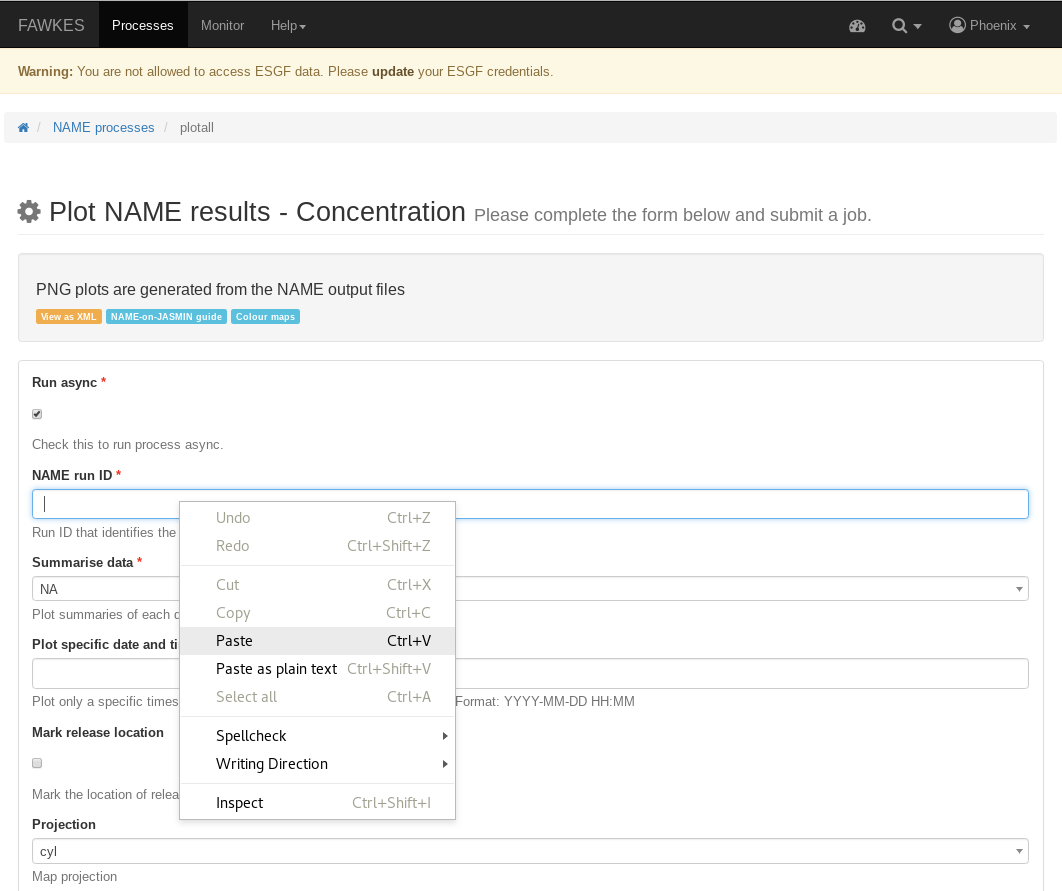 FAWKES Processes Monitor Help Phoenix
Warning: You are not allowed to access ESGF data. Please update your ESGF credentials.
/ NAME processes / plotall
Plot NAME results - Concentration Please complete the form below and submit a job.
PNG plots are generated from the NAME output files
View as XML NAME-on-JASMIN guide Colour maps
Run async *
Check this to run process async.
NAME run ID *
Run ID that identifies the
Undo Ctrl+Z
Redo Ctrl+Shift+Z
Cut Ctrl+X
Copy Ctrl+C
Paste Ctrl+V
Paste as plain text Ctrl+Shift+V
Select all Ctrl+A
Spellcheck
Writing Direction
Inspect Ctrl+Shift+I
Summarise data *
NA
Plot summaries of each
Plot specific date and
Plot only a specific Format: YYYY-MM-DD HH:MM
Mark release location
Mark the location of
Projection
cyl
Map projection